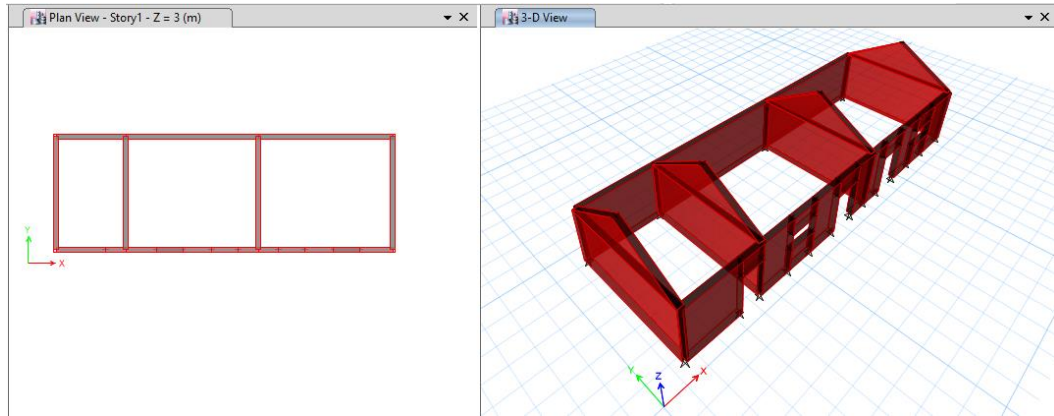 Plan View - Story1 - Z = 3 (m)
3-D View
Y
X
Y
Z
X